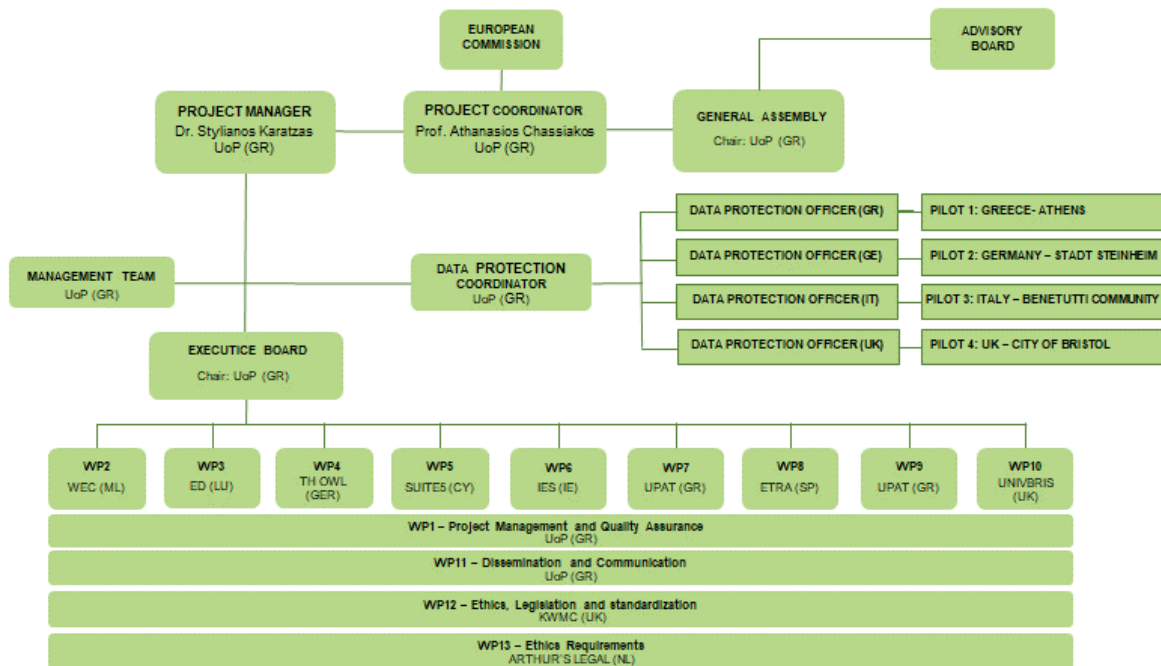 EUROPEAN
COMMISSION
ADVISORY
BOARD
PROJECT MANAGER
Dr. Stylianos Karatzas
UoP (GR)
PROJECT COORDINATOR
Prof. Athanasios Chassiakos
UoP (GR)
GENERAL ASSEMBLY
Chair: UoP (GR)
DATA PROTECTION OFFICER (GR)
PILOT 1: GREECE- ATHENS
DATA PROTECTION OFFICER (GE)
PILOT 2: GERMANY – STADT STEINHEIM
DATA PROTECTION OFFICER (IT)
PILOT 3: ITALY – BENETUTTI COMMUNITY
DATA PROTECTION OFFICER (UK)
PILOT 4: UK – CITY OF BRISTOL
MANAGEMENT TEAM
UoP (GR)
DATA PROTECTION
COORDINATOR
UoP (GR)
EXECUTICE BOARD
Chair: UoP (GR)
WP2
WEC (ML)
WP3
ED (LU)
WP4
TH OWL
(GER)
WP5
SUITE5 (CY)
WP6
IES (IE)
WP7
UPAT (GR)
WP8
ETRA (SP)
WP9
UPAT (GR)
WP10
UNIVBRIS
(UK)
WP1 – Project Management and Quality Assurance
UoP (GR)
WP11 – Dissemination and Communication
UoP (GR)
WP12 – Ethics, Legislation and standardization
KWMC (UK)
WP13 – Ethics Requirements
ARTHUR'S LEGAL (NL)